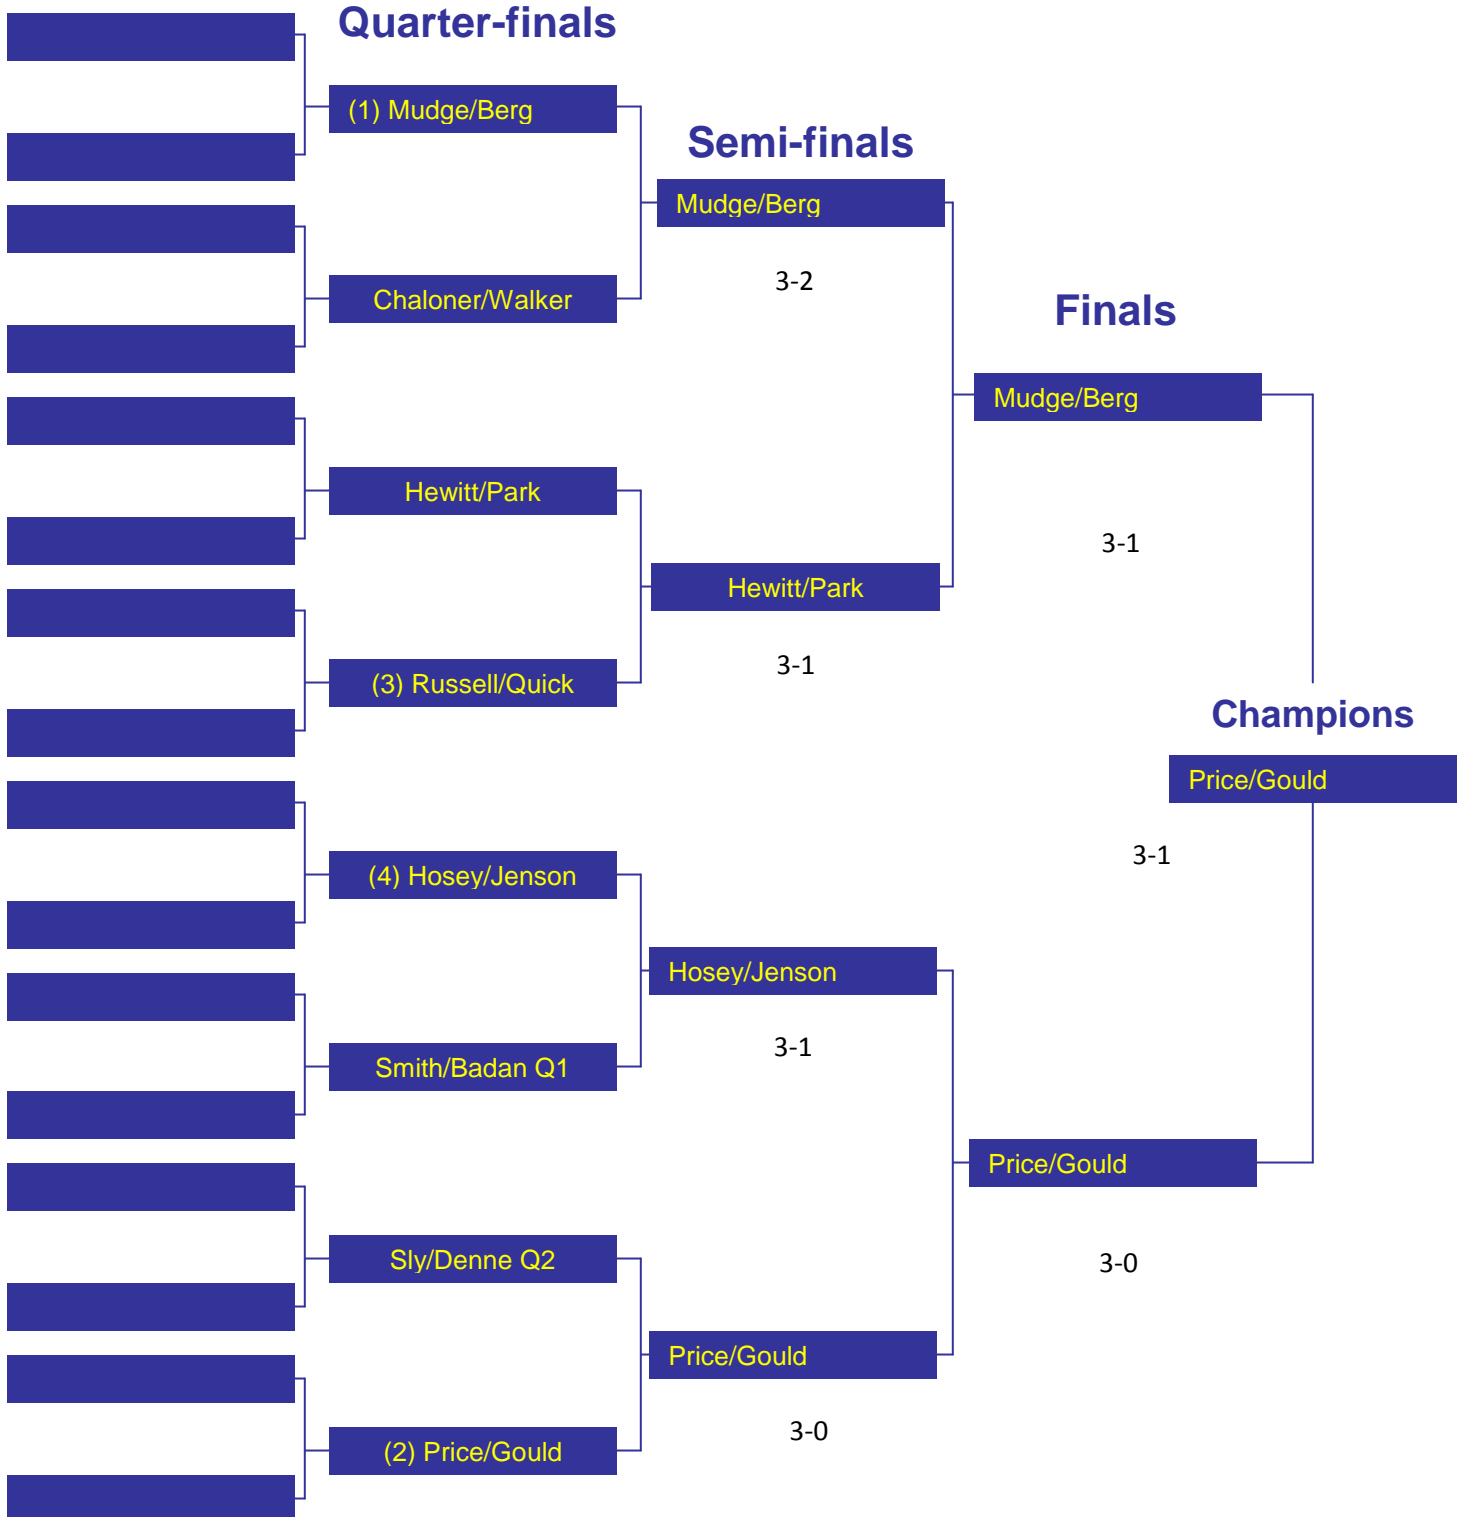 Quarter-finals
(1) Mudge/Berg
Semi-finals
Mudge/Berg
3-2
Chaloner/Walker
Finals
Mudge/Berg
Hewitt/Park
3-1
Hewitt/Park
3-1
(3) Russell/Quick
Champions
Price/Gould
3-1
(4) Hosey/Jenson
Hosey/Jenson
3-1
Smith/Badan Q1
Price/Gould
Sly/Denne Q2
3-0
Price/Gould
3-0
(2) Price/Gould